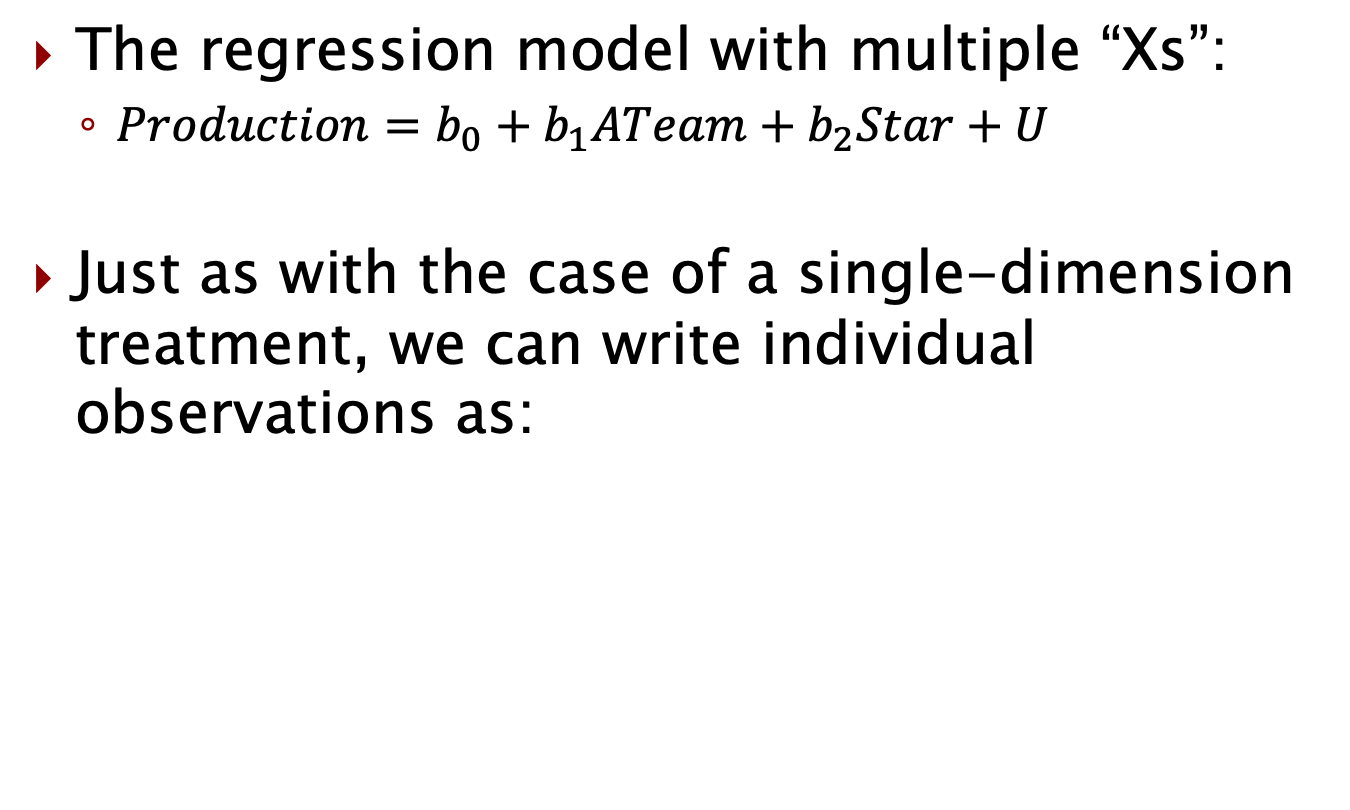 The regression model with multiple “Xs”:
Production = b₀ + b₁ATeam + b₂Star + U
Just as with the case of a single–dimension
treatment, we can write individual
observations as: